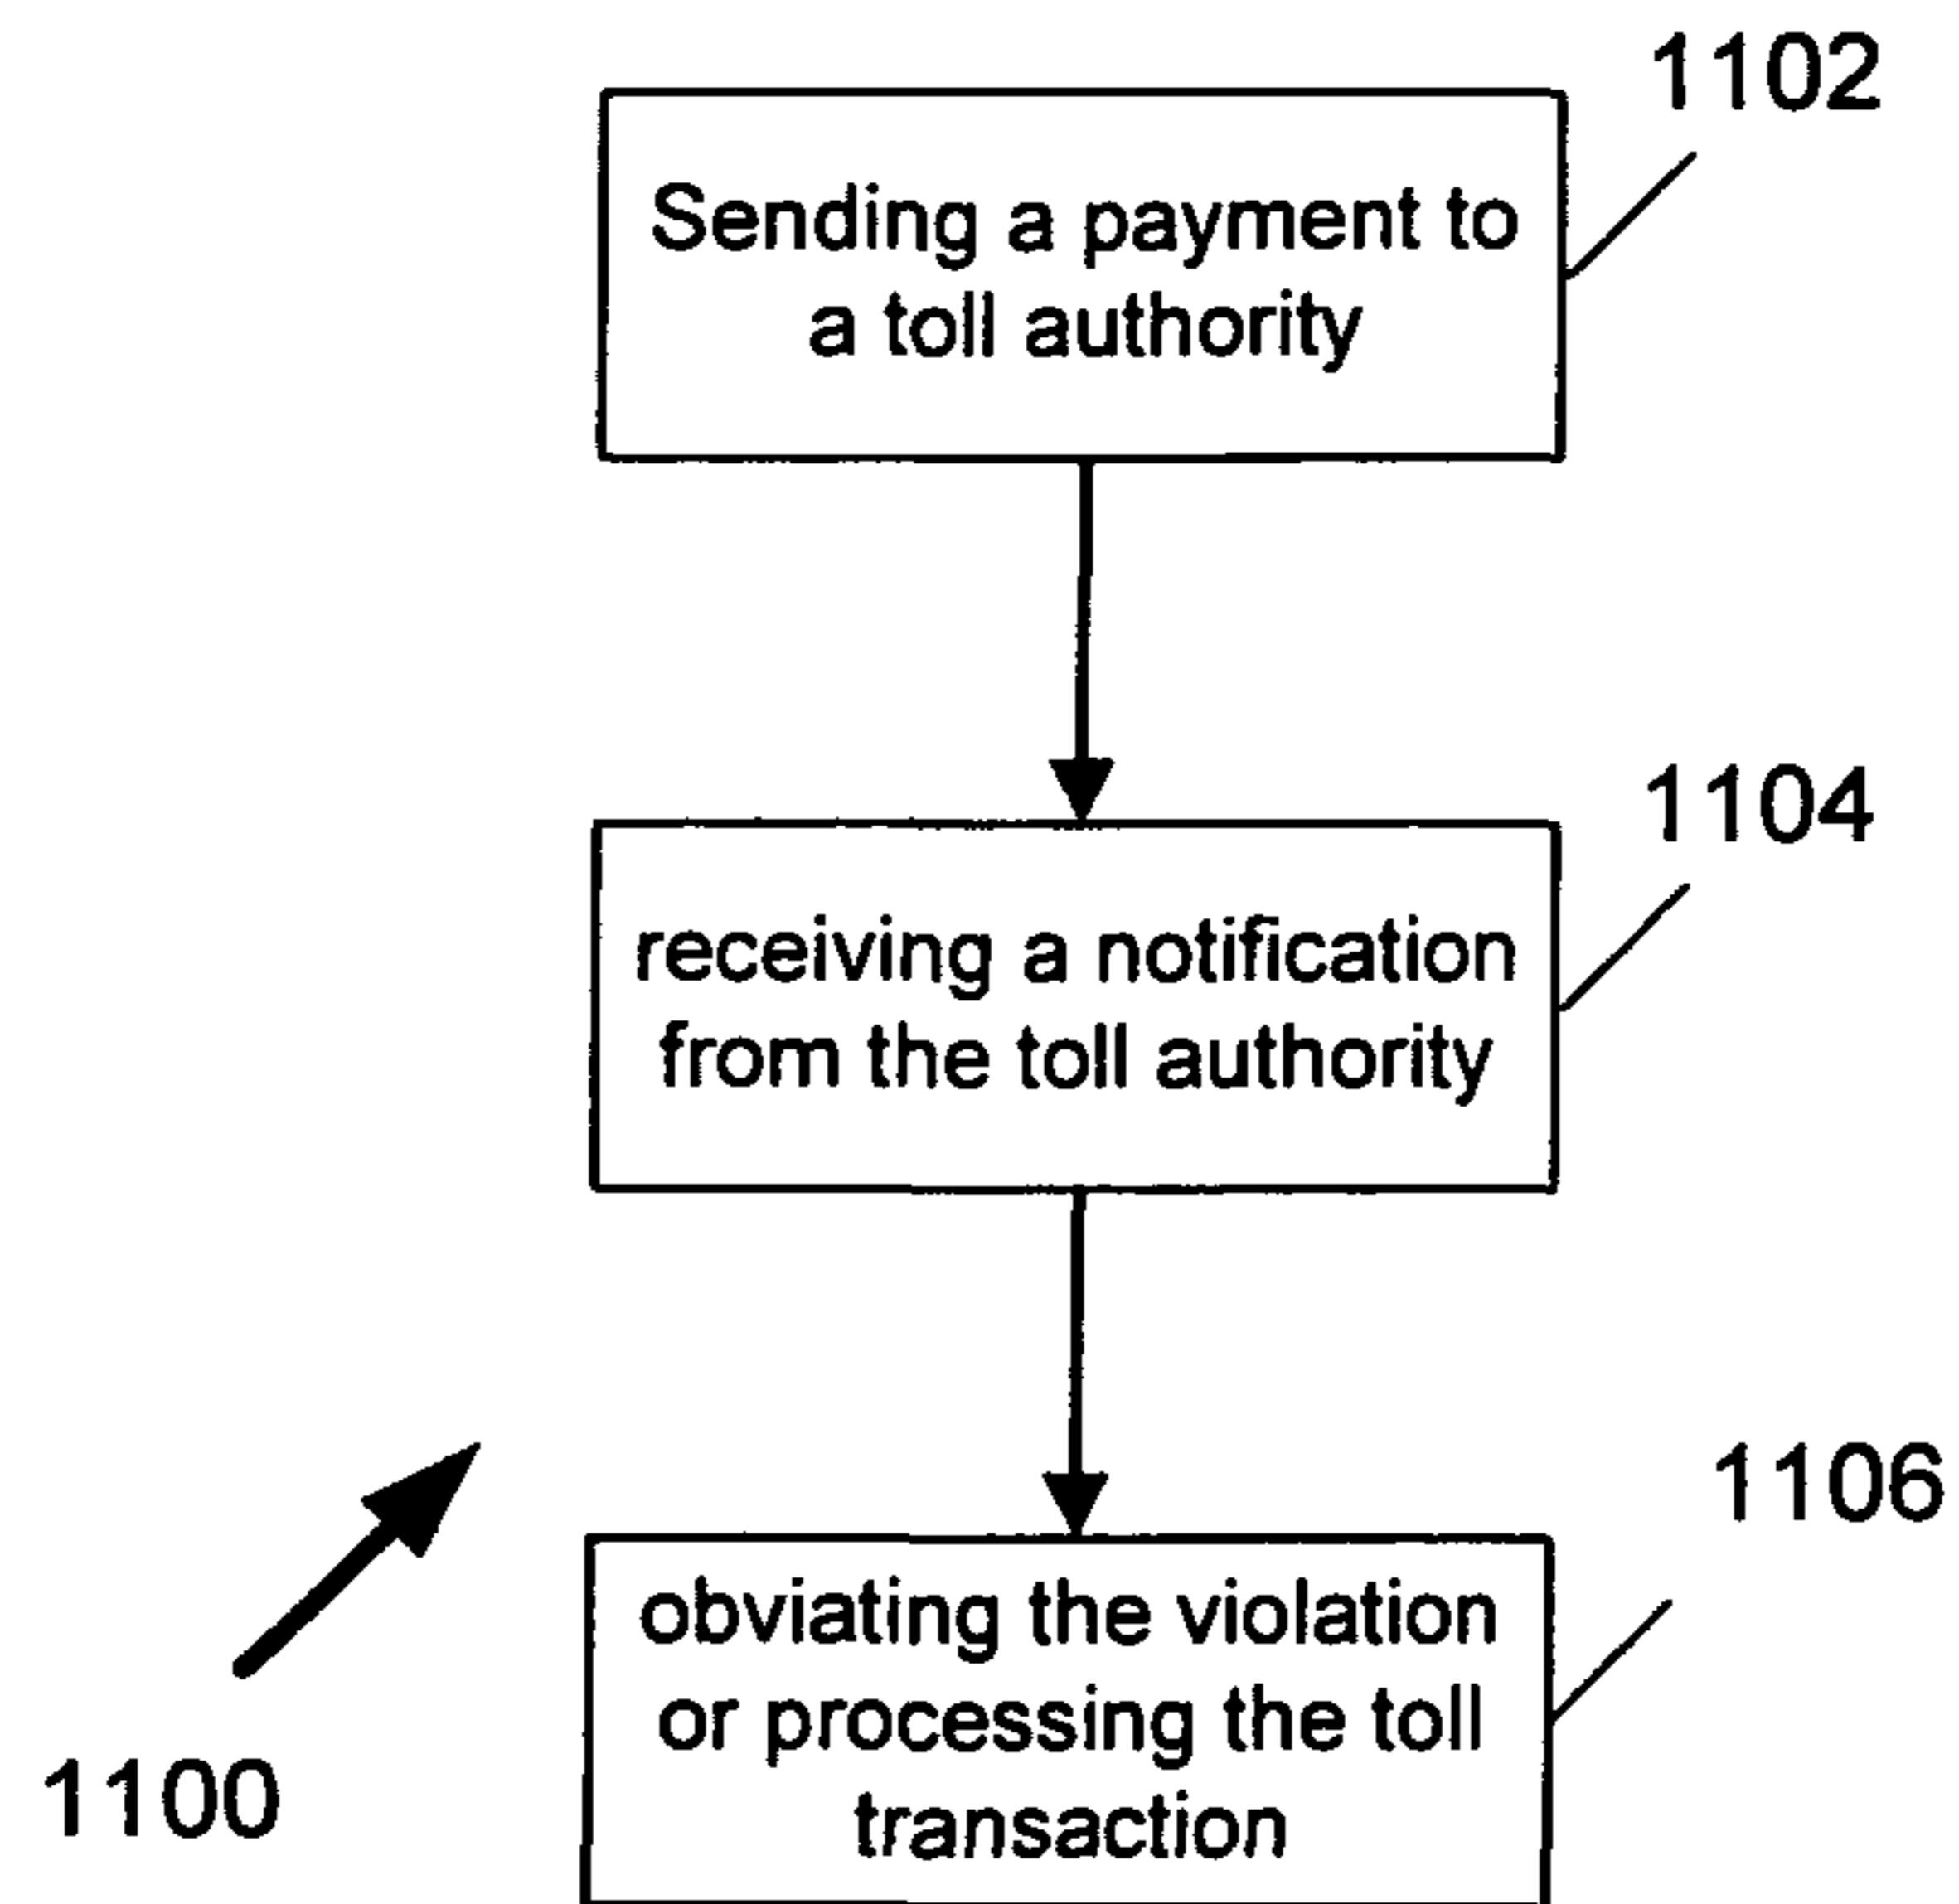 1102
Sending a payment to
a toll authority
1104
receiving a notification
from the toll authority
1106
obviating the violation
or processing the toll
transaction
1100